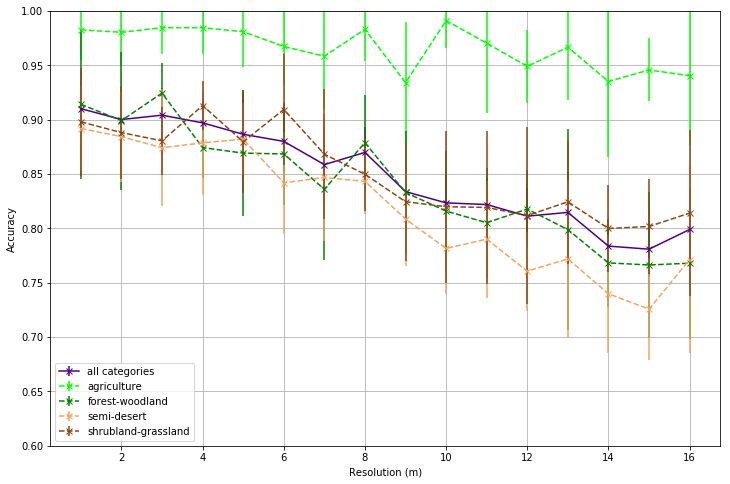 1.00
0.95
0.90
0.85
0.80
0.75
0.70
0.65
0.60
Accuracy
all categories
agriculture
forest-woodland
semi-desert
shrubland-grassland
2 4 6 8 10 12 14 16
Resolution (m)